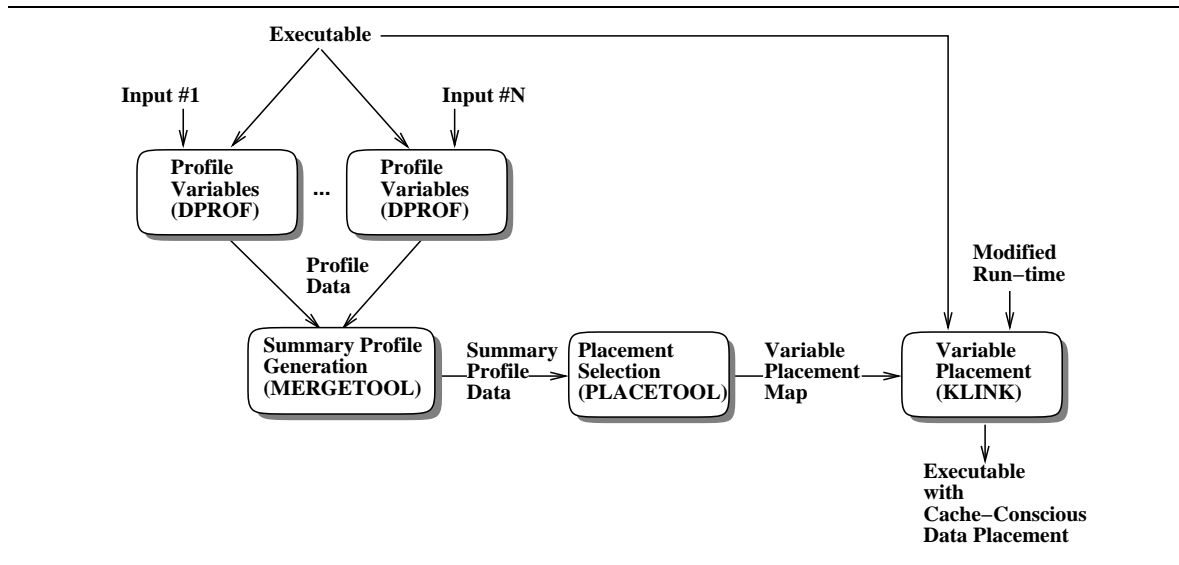 Executable
Input #1
Input #N
Profile
Variables
(DPROF)
...
Profile
Variables
(DPROF)
Profile
Data
Modified
Run−time
Summary Profile
Generation
(MERGETOOL)
Summary
Profile
Data
Placement
Selection
(PLACETOOL)
Variable
Placement
Map
Variable
Placement
(KLINK)
Executable
with
Cache−Conscious
Data Placement